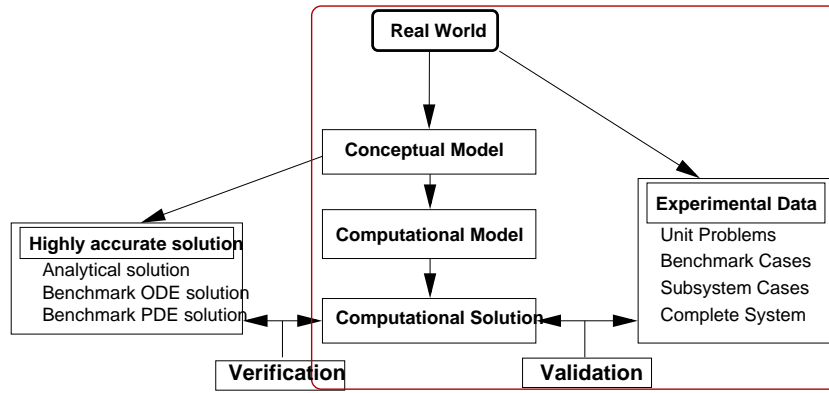 Real World
Conceptual Model
Computational Model
Computational Solution
Highly accurate solution
Analytical solution
Benchmark ODE solution
Benchmark PDE solution
Experimental Data
Unit Problems
Benchmark Cases
Subsystem Cases
Complete System
Verification
Validation